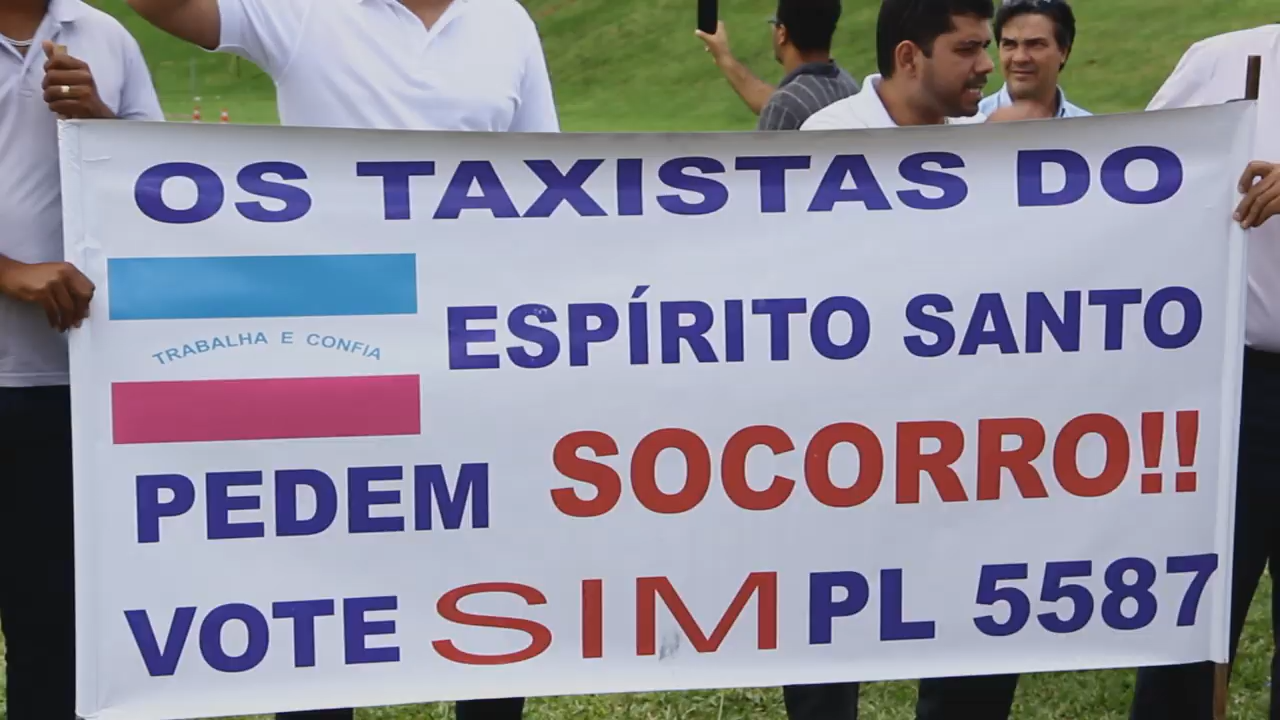 OS TAXISTAS DO
TRABALHA E CONFIA
ESPÍRITO SANTO
PEDEM SOCORRO!!
VOTE SIM PL 5587